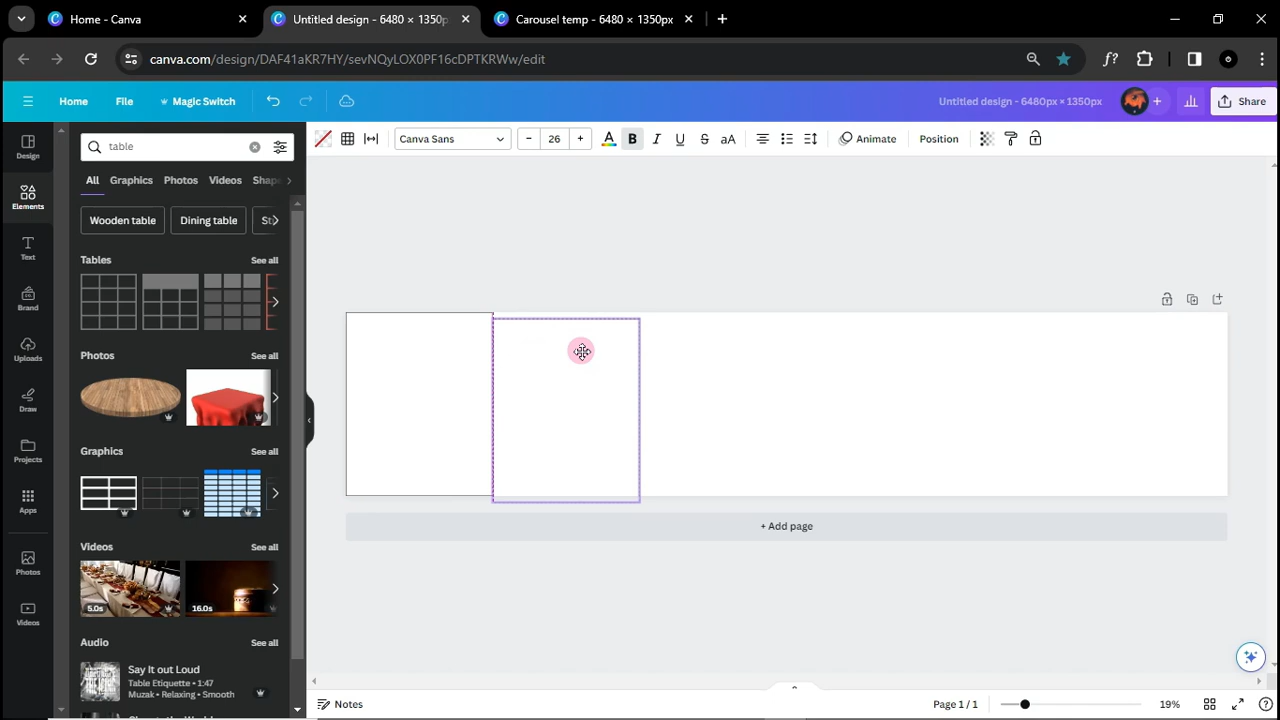 Home - Canva
Untitled design - 6480 × 1350p
Carousel temp - 6480 × 1350px
canva.com/design/DAF41aKR7HY/sevNQyLOX0PF16cDPTKRWw/edit
Home
File
Magic Switch
Untitled design - 6480px × 1350px
Share
Design
Elements
Text
Brand
Uploads
Draw
Projects
Apps
Photos
Videos
table
All
Graphics
Photos
Videos
Wooden table
Dining table
Tables
See all
Photos
See all
Graphics
See all
Videos
See all
5.0s
16.0s
Audio
See all
Say It out Loud
Table Etiquette • 1:47
Muzak • Relaxing • Smooth
Canva Sans
– 26 +
A
B
I
U
S
aA
Animate
Position
+ Add page
Notes
Page 1 / 1
19%